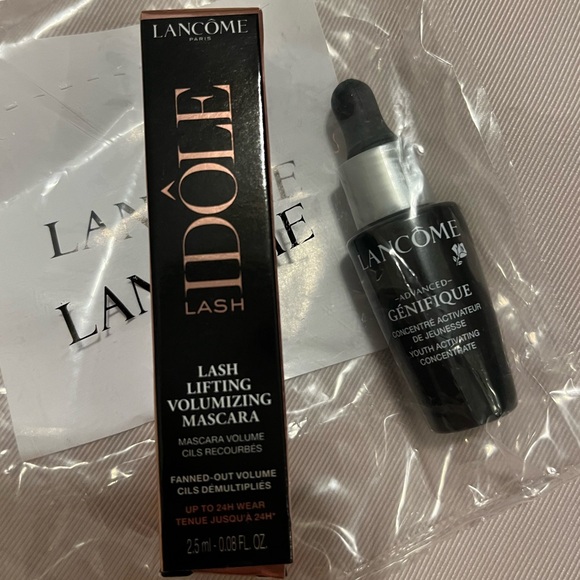 LANCÔME
PARIS
IDÔLE
LASH
LASH
LIFTING
VOLUMIZING
MASCARA
MASCARA VOLUME
CILS RECOURBÉS
FANNED-OUT VOLUME
CILS DÉMULTIPLIÉS
UP TO 24H WEAR
TENUE JUSQU'À 24H*
2.5 ml - 0.08 FL. OZ.
LANCÔME
-ADVANCED-
GÉNIFIQUE
CONCENTRÉ ACTIVATEUR
DE JEUNESSE
YOUTH ACTIVATING
CONCENTRATE